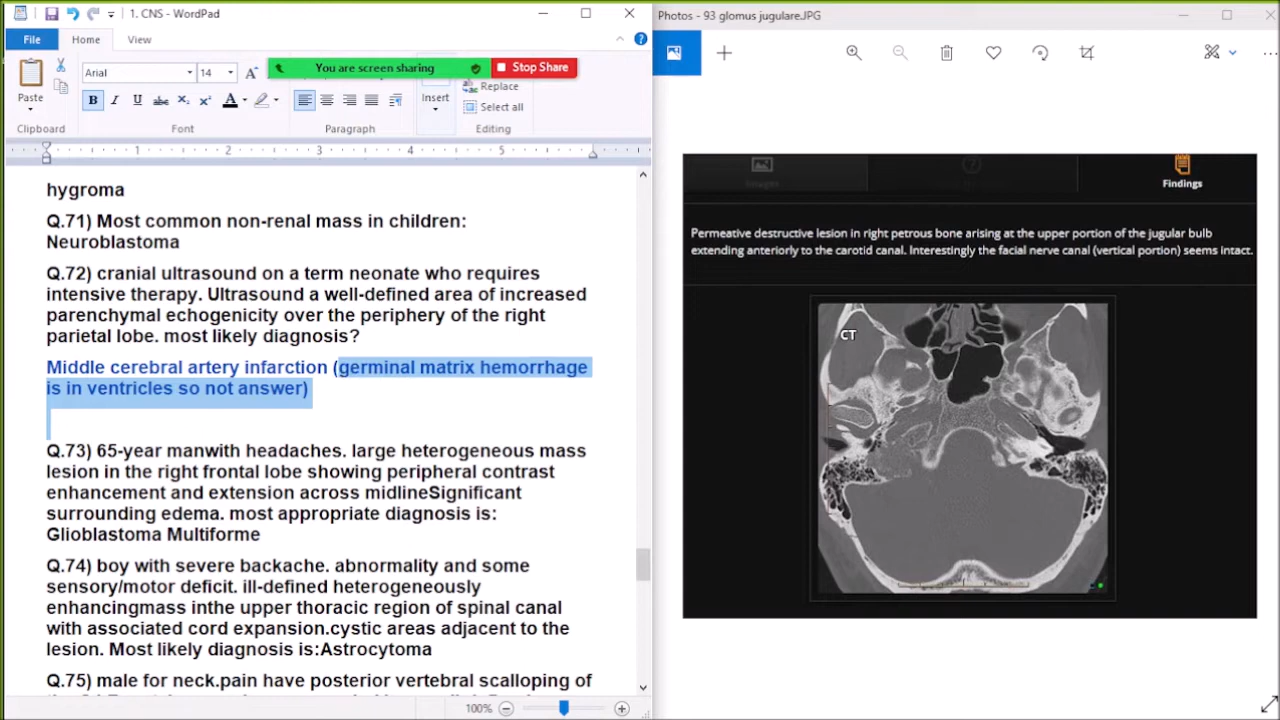 1. CNS - WordPad
File
Home
View
Paste
Clipboard
Arial
14
B I U abc X₂ X² A
Font
Paragraph
Insert
Replace
Select all
Editing
You are screen sharing
Stop Share
1 2 3 4 5
hygroma
Q.71) Most common non-renal mass in children:
Neuroblastoma
Q.72) cranial ultrasound on a term neonate who requires
intensive therapy. Ultrasound a well-defined area of increased
parenchymal echogenicity over the periphery of the right
parietal lobe. most likely diagnosis?
Middle cerebral artery infarction (germinal matrix hemorrhage
is in ventricles so not answer)
Q.73) 65-year manwith headaches. large heterogeneous mass
lesion in the right frontal lobe showing peripheral contrast
enhancement and extension across midlineSignificant
surrounding edema. most appropriate diagnosis is:
Glioblastoma Multiforme
Q.74) boy with severe backache. abnormality and some
sensory/motor deficit. ill-defined heterogeneously
enhancingmass inthe upper thoracic region of spinal canal
with associated cord expansion.cystic areas adjacent to the
lesion. Most likely diagnosis is:Astrocytoma
Q.75) male for neck.pain have posterior vertebral scalloping of
100%
Photos - 93 glomus jugulare.JPG
Images
Findings
Permeative destructive lesion in right petrous bone arising at the upper portion of the jugular bulb
extending anteriorly to the carotid canal. Interestingly the facial nerve canal (vertical portion) seems intact.
CT